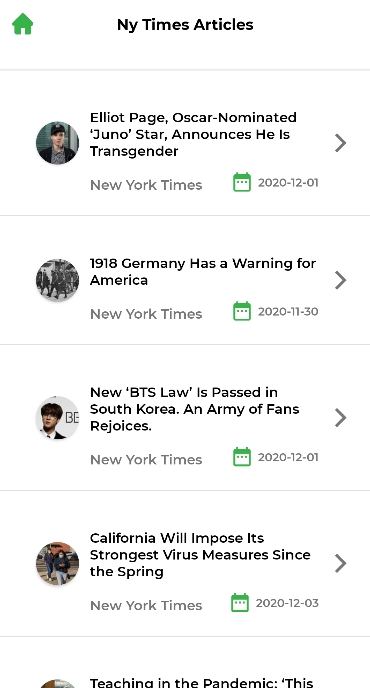 Ny Times Articles
Elliot Page, Oscar-Nominated
‘Juno’ Star, Announces He Is
Transgender
New York Times 2020-12-01
1918 Germany Has a Warning for
America
New York Times 2020-11-30
BE
New ‘BTS Law’ Is Passed in
South Korea. An Army of Fans
Rejoices.
New York Times 2020-12-01
California Will Impose Its
Strongest Virus Measures Since
the Spring
New York Times 2020-12-03
Teaching in the Pandemic: ‘This